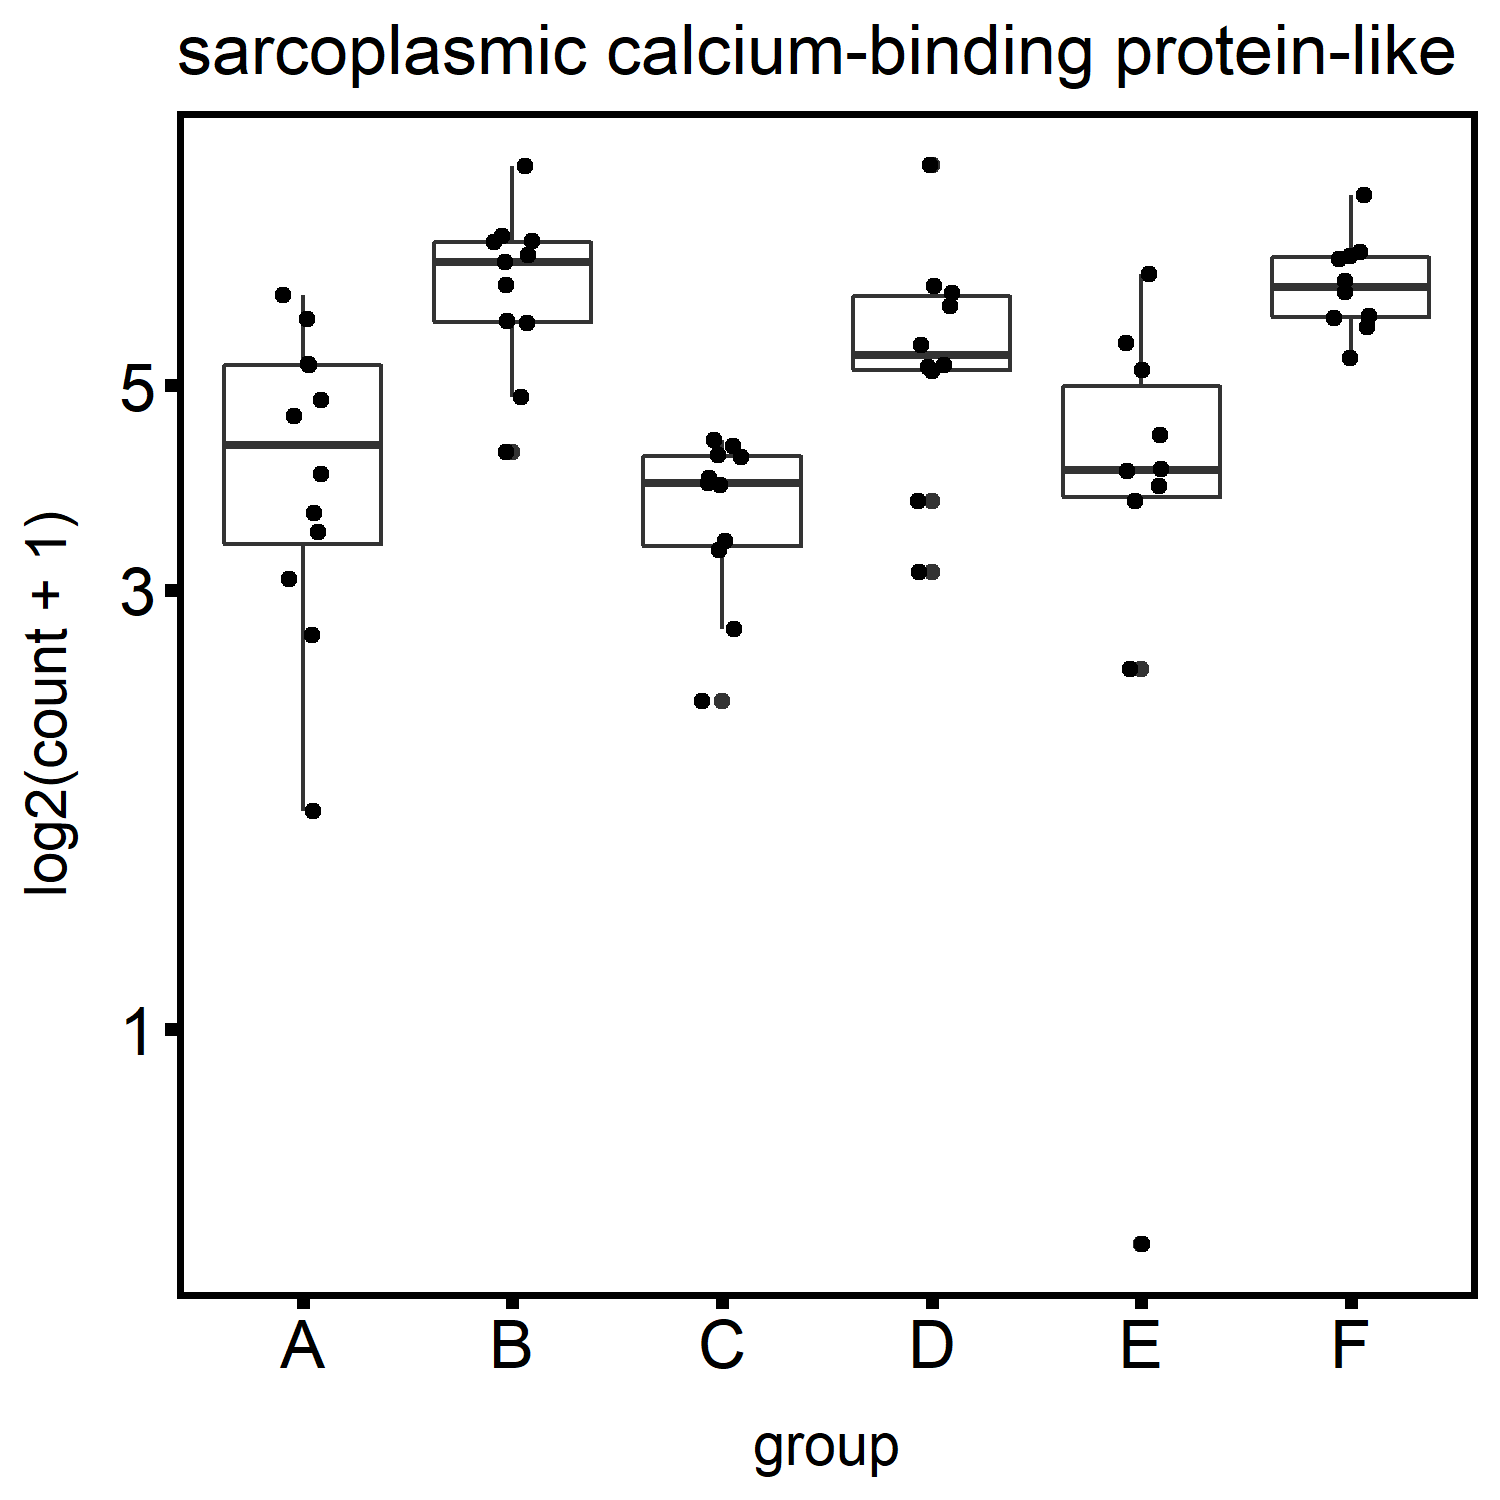 sarcoplasmic calcium-binding protein-like
log2(count + 1)
5
3
1
A B C D E F
group